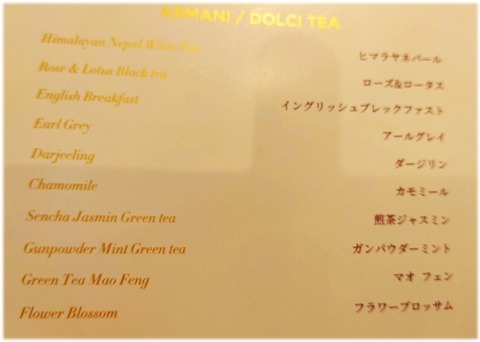 ARMANI / DOLCI TEA
Himalayan Nepal White Tea ヒマラヤネパール
Rose & Lotus Black tea ローズ&ロータス
English Breakfast イングリッシュブレックファスト
Earl Grey アールグレイ
Darjeeling ダージリン
Chamomile カモミール
Sencha Jasmin Green tea 煎茶ジャスミン
Gunpowder Mint Green tea ガンパウダーミント
Green Tea Mao Feng マオ フェン
Flower Blossom フラワーブロッサム